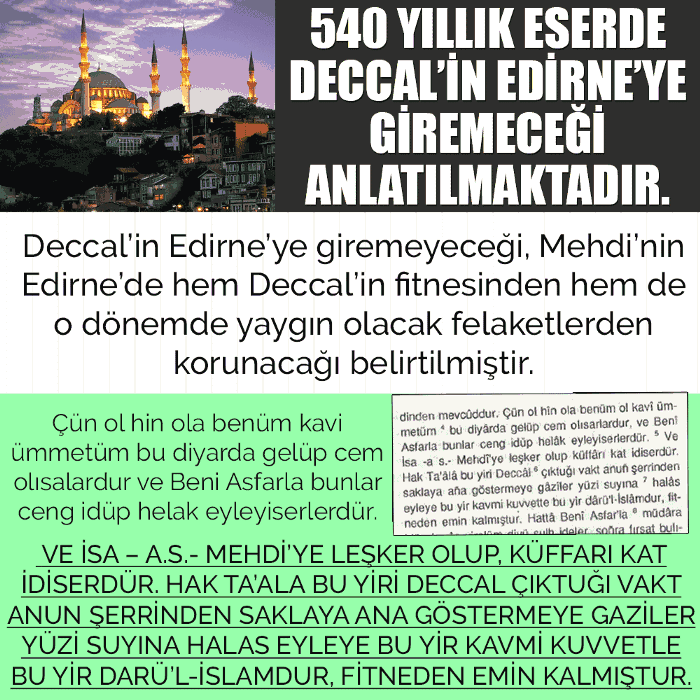 540 YILLIK ESERDE
DECCAL’İN EDİRNE’YE
GİREMECEĞİ
ANLATILMAKTADIR.
Deccal’in Edirne’ye giremeyeceği, Mehdi’nin
Edirne’de hem Deccal’in fitnesinden hem de
o dönemde yaygın olacak felaketlerden
korunacağı belirtilmiştir.
Çün ol hin ola benüm kavi
ümmetüm bu diyarda gelüp cem
olısalardur ve Beni Asfarla bunlar
ceng idüp helak eyleyiserlerdür.
dinden mevcûddur. Çün ol hîn ola benüm ol kavî üm-
metüm ⁴ bu diyârda gelüp cem olısarlardur, ve Benî
Asfarla bunlar ceng idüp helâk eyleyiserlerdür. ⁵ Ve
İsa -a s.- Mehdî'ye leşker olup küffârı kat idiserdür.
Hak Ta'âlâ bu yiri Deccâl ⁶ çıktuğı vakt anuñ şerrinden
saklaya aña göstermeye gâziler yüzi suyına ⁷ halâs
eyleye bu yir kavmi kuvvette bu yir dârü'l-İslâmdur, fit-
neden emin kalmıştur. Hattâ Benî Asfar'la ⁸ müdâra
VE İSA – A.S.- MEHDİ’YE LEŞKER OLUP, KÜFFARI KAT
İDİSERDÜR. HAK TA’ALA BU YİRİ DECCAL ÇIKTUĞI VAKT
ANUN ŞERRİNDEN SAKLAYA ANA GÖSTERMEYE GAZİLER
YÜZİ SUYINA HALAS EYLEYE BU YİR KAVMİ KUVVETLE
BU YİR DARÜ’L-İSLAMDUR, FİTNEDEN EMİN KALMIŞTUR.